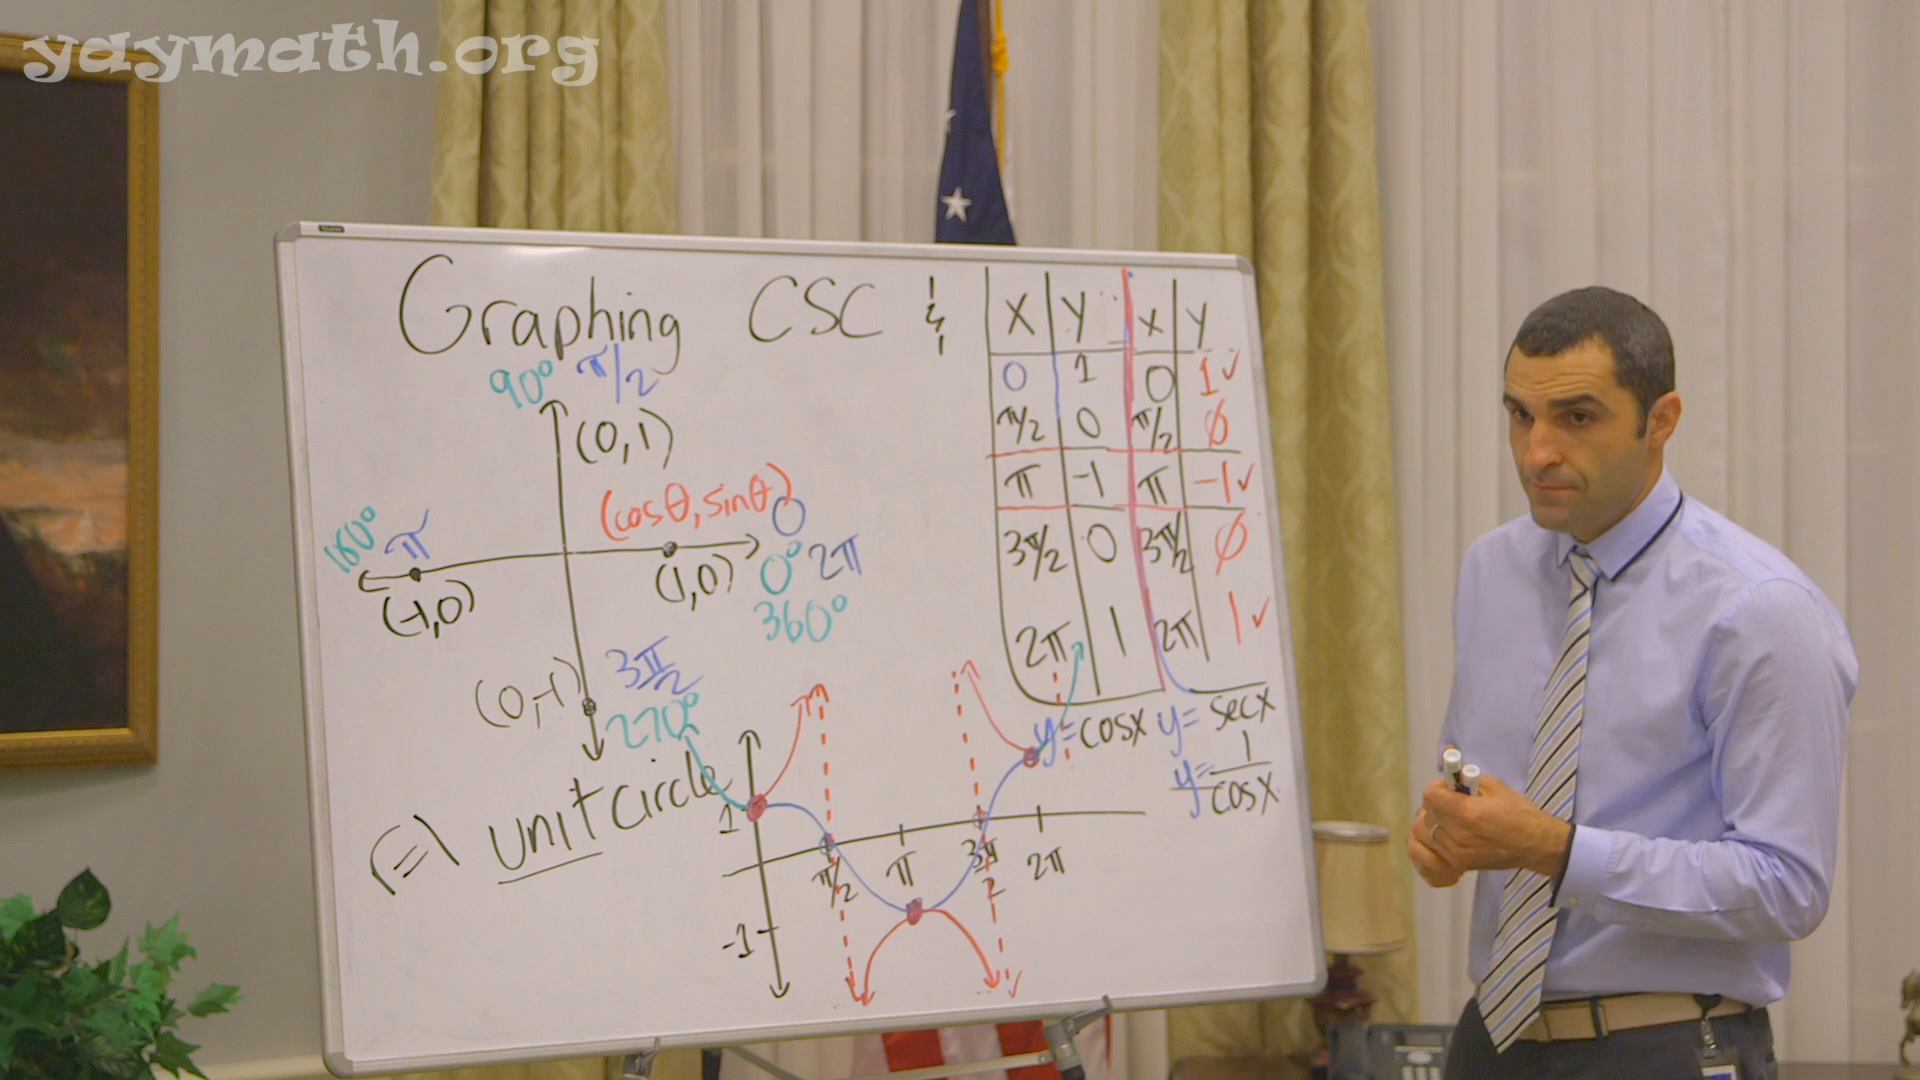 yaymath.org
Graphing CSC &
90° π/2
(0,1)
(cosθ, sinθ)
180° π
0
0° 2π
(-1,0)
(1,0)
360°
(0,-1)
3π/2
270°
r=1 unit circle
1
π/2 π 3π/2 2π
-1
X Y X Y
0 1 0 1 ✓
π/2 0 π/2 ∅
π -1 π -1 ✓
3π/2 0 3π/2 ∅
2π 1 2π 1 ✓
y=cosx y=secx
y=1/cosx